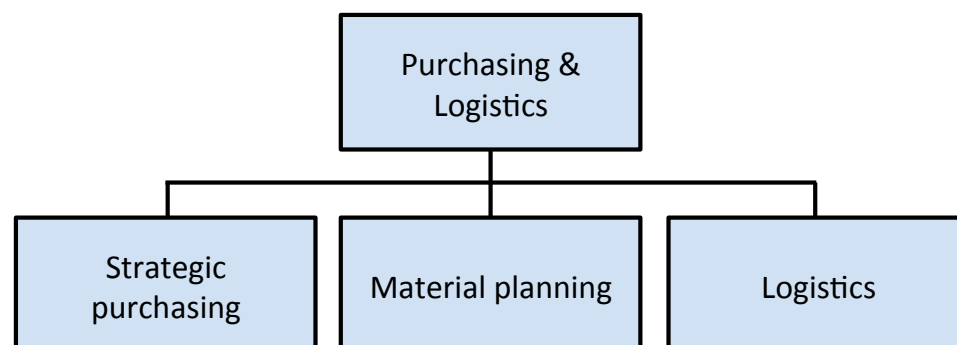 Purchasing &
Logistics
Strategic
purchasing
Material planning
Logistics